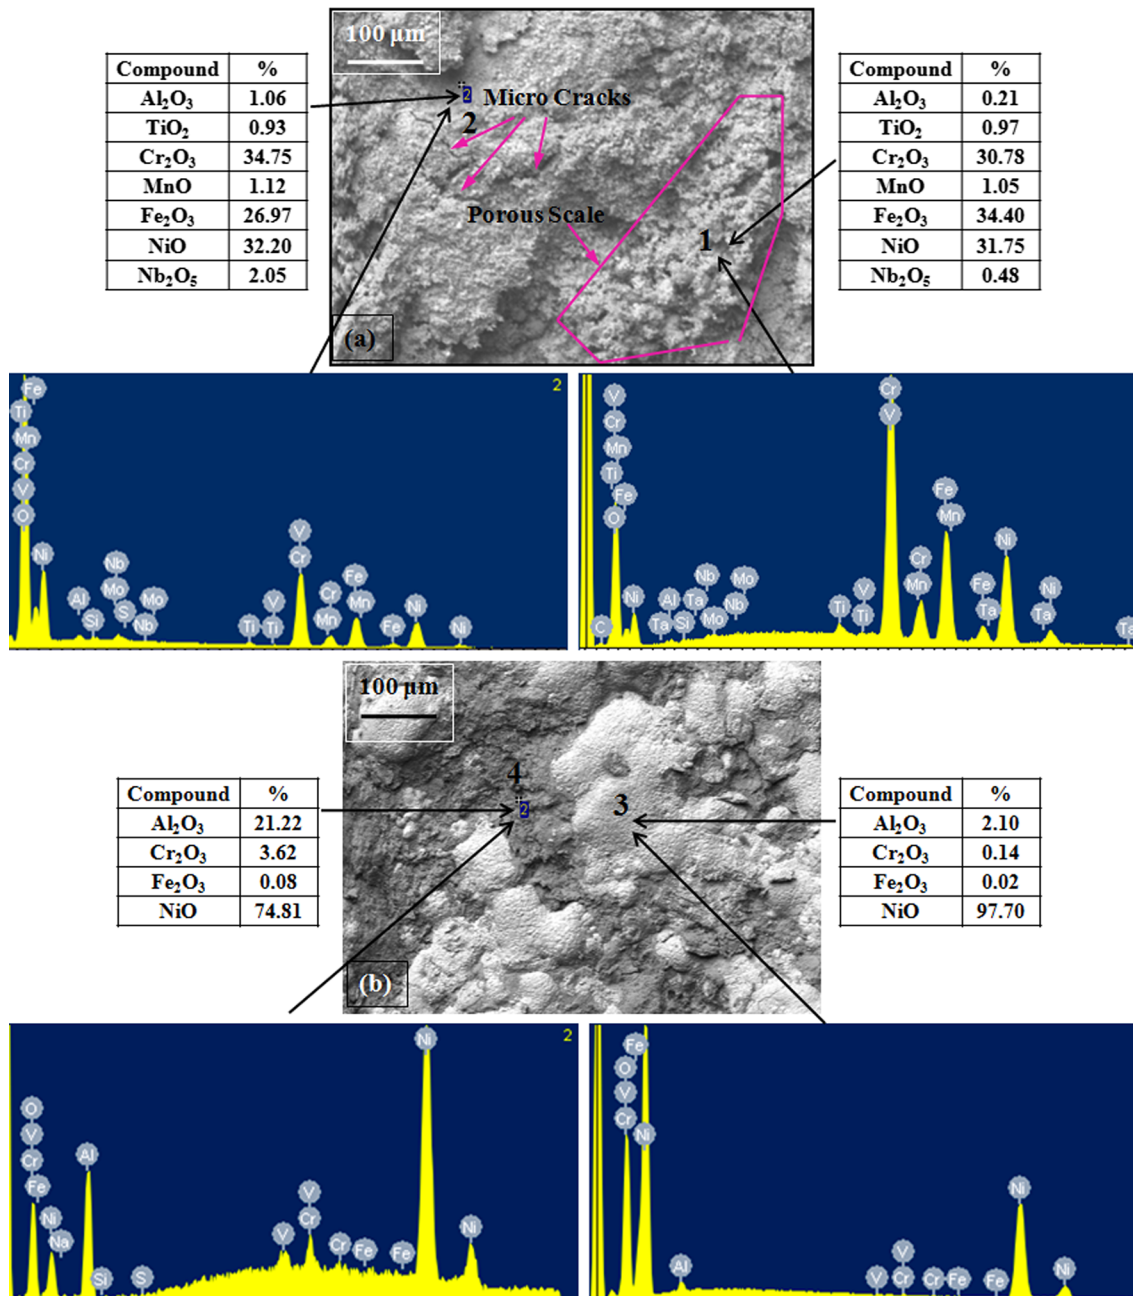 100 μm
Compound %
Al₂O₃ 1.06
TiO₂ 0.93
Cr₂O₃ 34.75
MnO 1.12
Fe₂O₃ 26.97
NiO 32.20
Nb₂O₅ 2.05
2
2
Micro Cracks
Porous Scale
1
(a)
Compound %
Al₂O₃ 0.21
TiO₂ 0.97
Cr₂O₃ 30.78
MnO 1.05
Fe₂O₃ 34.40
NiO 31.75
Nb₂O₅ 0.48
2
Fe
Ti
Mn
Cr
V
O
Ni
Al
Si
Nb
Mo
S
Nb
Mo
Ti
V
Ti
V
Cr
Cr
Mn
Fe
Mn
Fe
Ni
Ni
V
Cr
Mn
Ti
Fe
O
C
Ni
Ta
Al
Ta
Si
Nb
Mo
Nb
Mo
Ti
V
Ti
Cr
V
Cr
Mn
Fe
Mn
Fe
Ta
Ni
Ni
Ta
Ta
100 μm
Compound %
Al₂O₃ 21.22
Cr₂O₃ 3.62
Fe₂O₃ 0.08
NiO 74.81
4
2
3
(b)
Compound %
Al₂O₃ 2.10
Cr₂O₃ 0.14
Fe₂O₃ 0.02
NiO 97.70
2
O
V
Cr
Fe
Ni
Na
Al
Si
S
V
V
Cr
Cr
Fe
Fe
Ni
Ni
Fe
O
V
Cr
Ni
Al
V
V
Cr
Cr
Fe
Fe
Ni
Ni